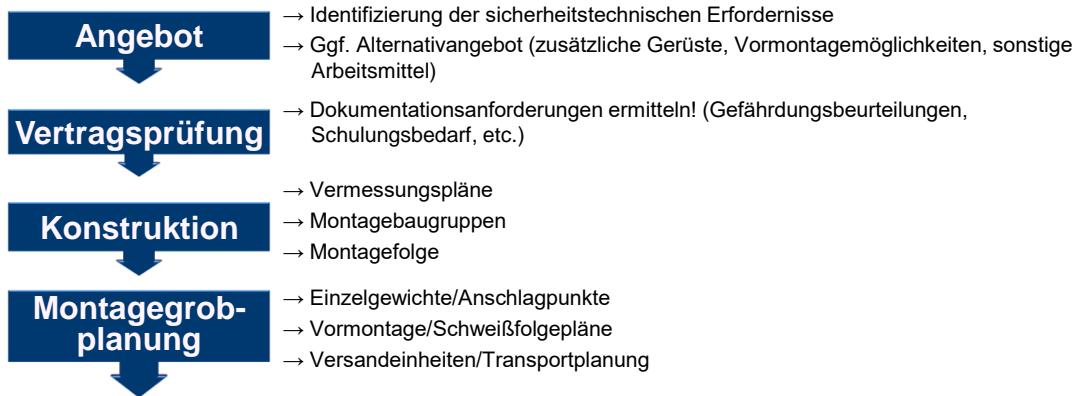 Angebot
→ Identifizierung der sicherheitstechnischen Erfordernisse
→ Ggf. Alternativangebot (zusätzliche Gerüste, Vormontagemöglichkeiten, sonstige
Arbeitsmittel)
Vertragsprüfung
→ Dokumentationsanforderungen ermitteln! (Gefährdungsbeurteilungen,
Schulungsbedarf, etc.)
Konstruktion
→ Vermessungspläne
→ Montagebaugruppen
→ Montagefolge
Montagegrob-
planung
→ Einzelgewichte/Anschlagpunkte
→ Vormontage/Schweißfolgepläne
→ Versandeinheiten/Transportplanung